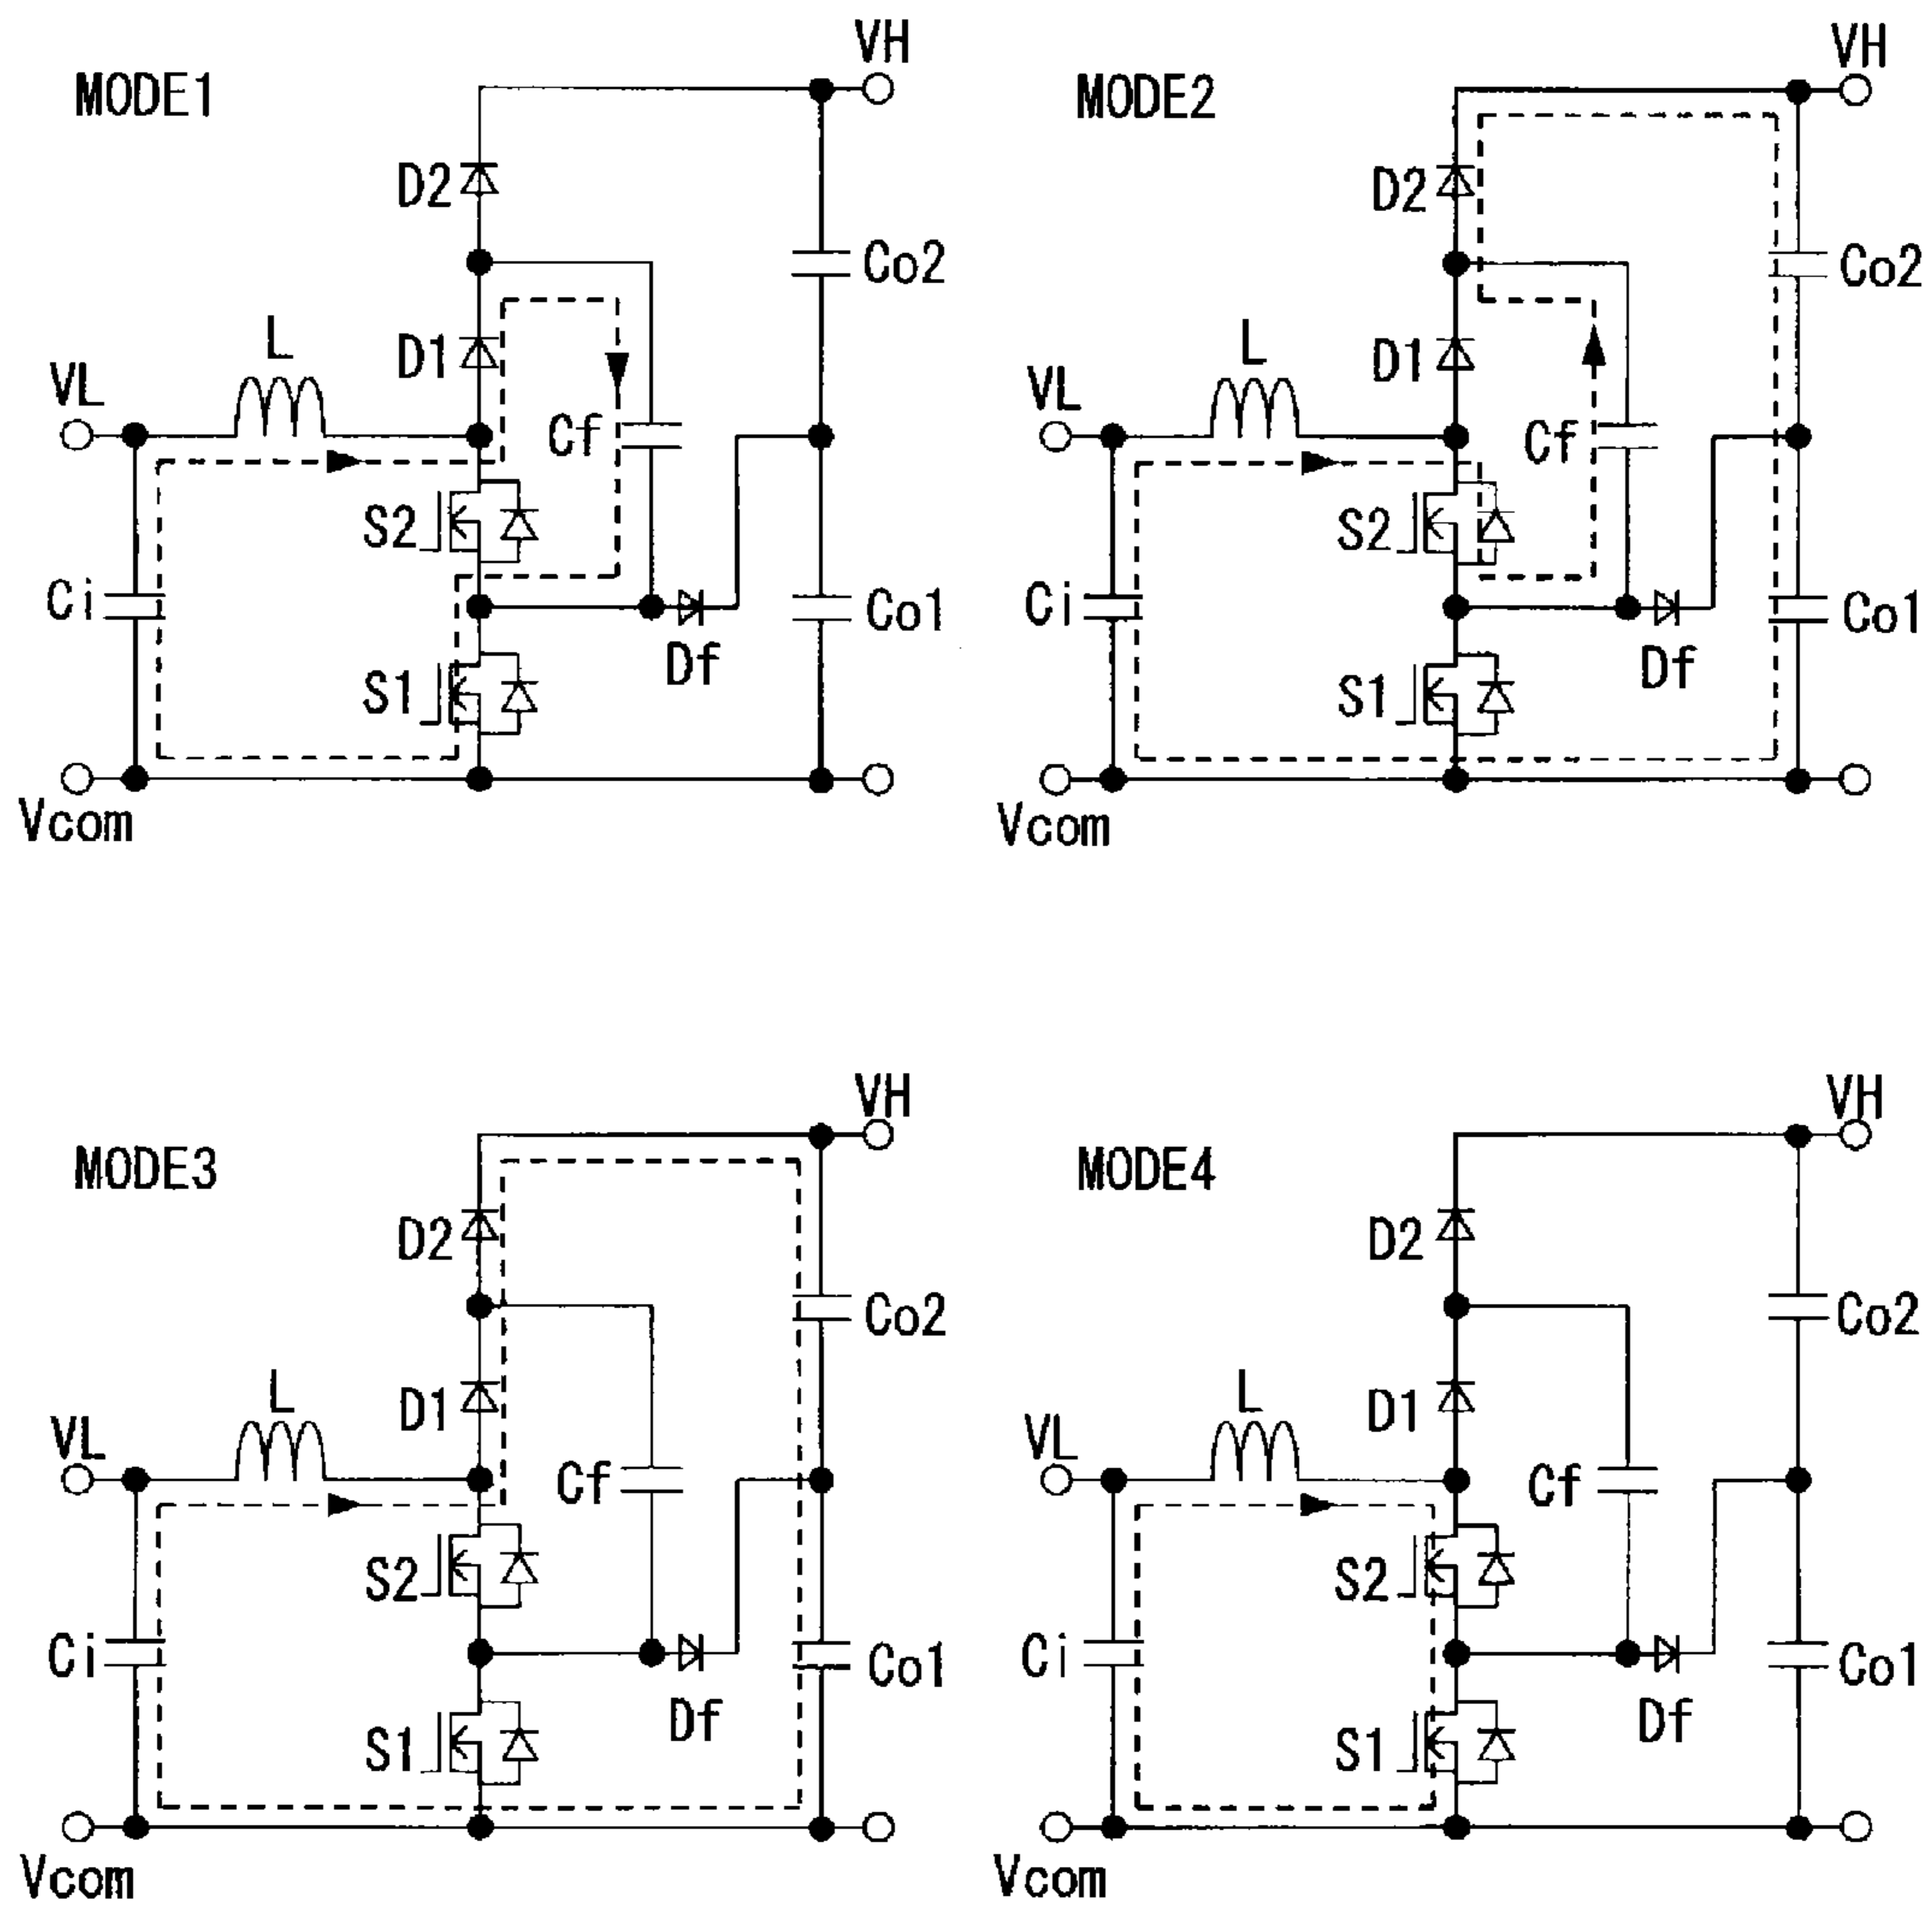 MODE1
VH
D2
Co2
L
D1
VL
Cf
S2
Ci
Co1
Df
S1
Vcom
MODE2
VH
D2
Co2
L
D1
VL
Cf
S2
Ci
Co1
Df
S1
Vcom
MODE3
VH
D2
Co2
L
D1
VL
Cf
S2
Ci
Co1
Df
S1
Vcom
MODE4
VH
D2
Co2
L
D1
VL
Cf
S2
Ci
Co1
Df
S1
Vcom